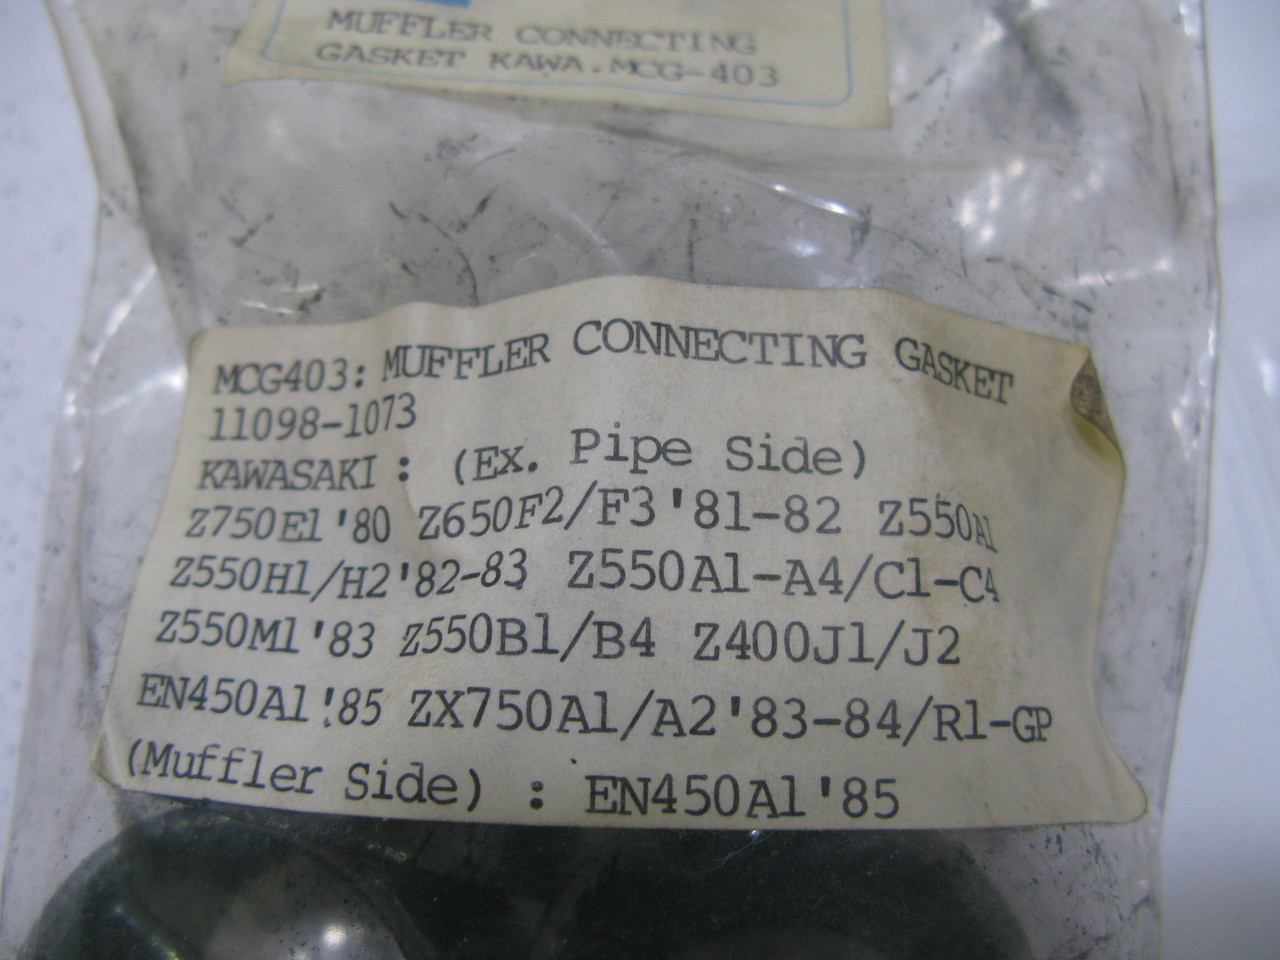 MUFFLER CONNECTING
GASKET KAWA.MCG-403
MCG403: MUFFLER CONNECTING GASKET
11098-1073
KAWASAKI : (Ex. Pipe Side)
Z750E1 '80 Z650F2/F3 '81-82 Z550A1
Z550H1/H2 '82-83 Z550A1-A4/C1-C4
Z550M1 '83 Z550B1/B4 Z400J1/J2
EN450A1 '85 ZX750A1/A2 '83-84/R1-GP
(Muffler Side) : EN450A1 '85